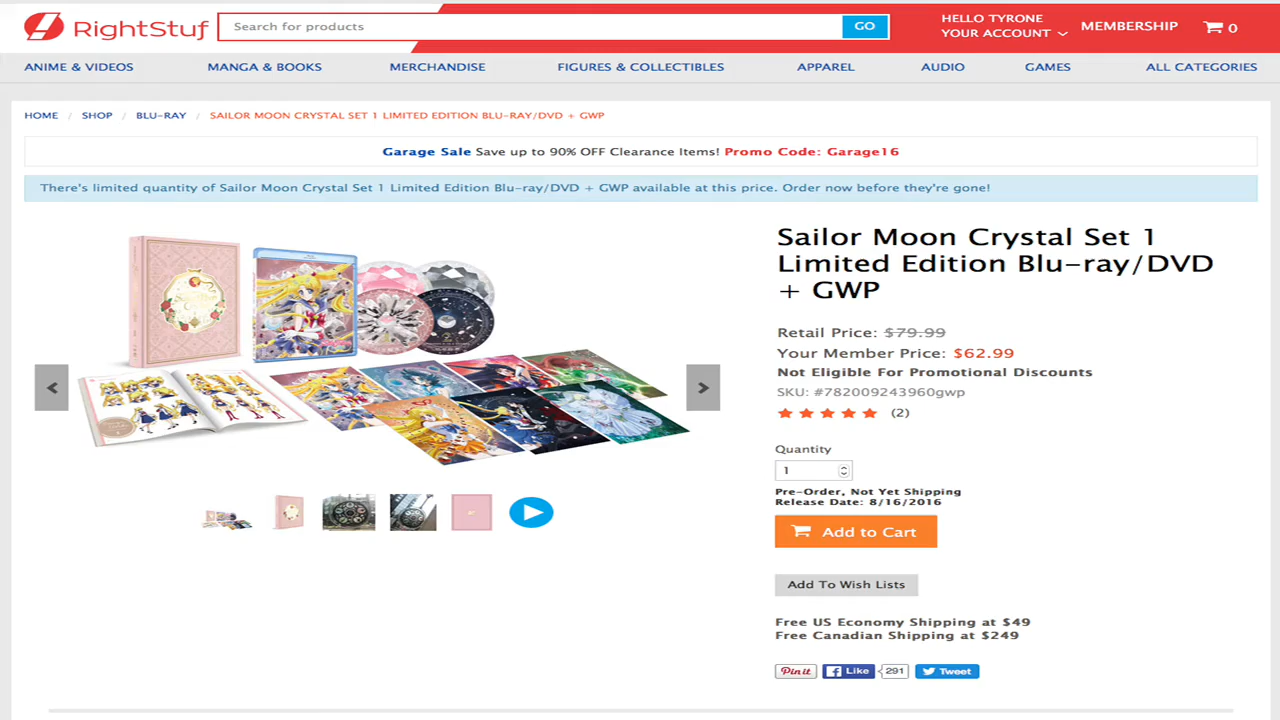 RightStuf
Search for products
GO
HELLO TYRONE
YOUR ACCOUNT
MEMBERSHIP
0
ANIME & VIDEOS
MANGA & BOOKS
MERCHANDISE
FIGURES & COLLECTIBLES
APPAREL
AUDIO
GAMES
ALL CATEGORIES
HOME / SHOP / BLU-RAY / SAILOR MOON CRYSTAL SET 1 LIMITED EDITION BLU-RAY/DVD + GWP
Garage Sale Save up to 90% OFF Clearance Items! Promo Code: Garage16
There's limited quantity of Sailor Moon Crystal Set 1 Limited Edition Blu-ray/DVD + GWP available at this price. Order now before they're gone!
Sailor Moon Crystal Set 1
Limited Edition Blu-ray/DVD
+ GWP
Retail Price: $79.99
Your Member Price: $62.99
Not Eligible For Promotional Discounts
SKU: #782009243960gwp
(2)
Quantity
1
Pre-Order, Not Yet Shipping
Release Date: 8/16/2016
Add to Cart
Add To Wish Lists
Free US Economy Shipping at $49
Free Canadian Shipping at $249
Pin it
Like
291
Tweet